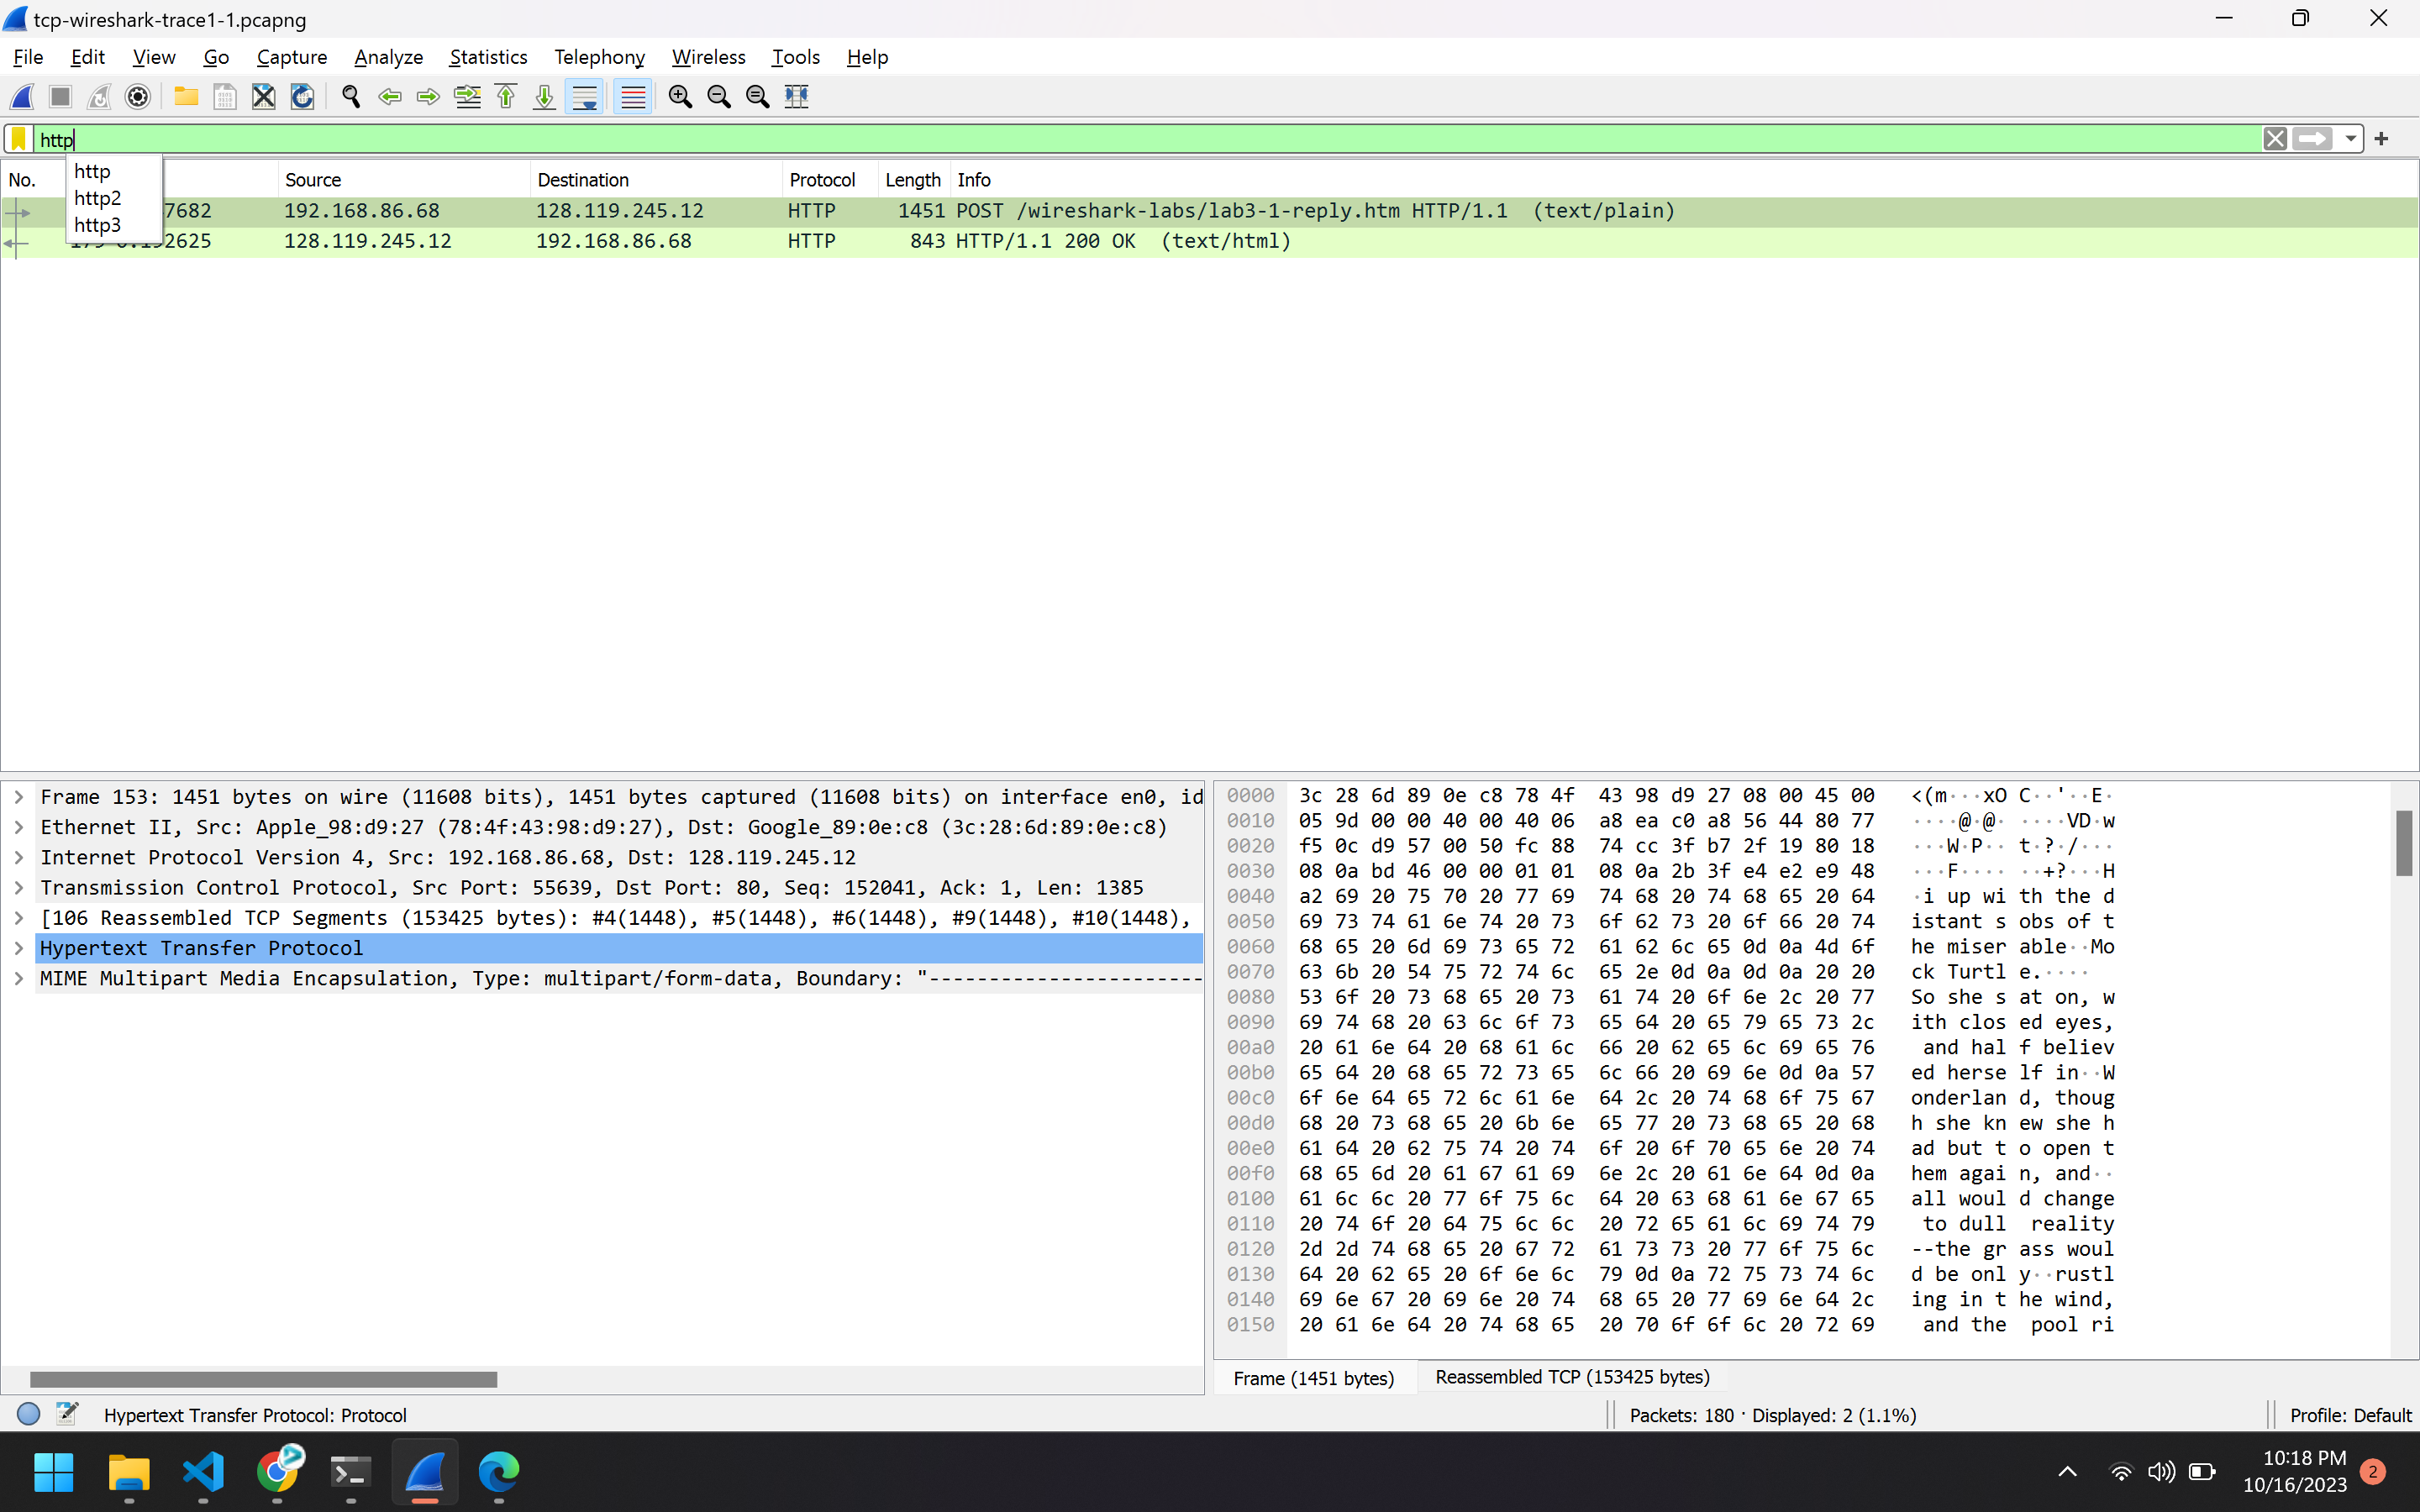 tcp-wireshark-trace1-1.pcapng
File Edit View Go Capture Analyze Statistics Telephony Wireless Tools Help
http
http
http2
http3
No. Source Destination Protocol Length Info
7682 192.168.86.68 128.119.245.12 HTTP 1451 POST /wireshark-labs/lab3-1-reply.htm HTTP/1.1 (text/plain)
179 0.192625 128.119.245.12 192.168.86.68 HTTP 843 HTTP/1.1 200 OK (text/html)
Frame 153: 1451 bytes on wire (11608 bits), 1451 bytes captured (11608 bits) on interface en0, id
Ethernet II, Src: Apple_98:d9:27 (78:4f:43:98:d9:27), Dst: Google_89:0e:c8 (3c:28:6d:89:0e:c8)
Internet Protocol Version 4, Src: 192.168.86.68, Dst: 128.119.245.12
Transmission Control Protocol, Src Port: 55639, Dst Port: 80, Seq: 152041, Ack: 1, Len: 1385
[106 Reassembled TCP Segments (153425 bytes): #4(1448), #5(1448), #6(1448), #9(1448), #10(1448),
Hypertext Transfer Protocol
MIME Multipart Media Encapsulation, Type: multipart/form-data, Boundary: "-----------------------
0000 3c 28 6d 89 0e c8 78 4f 43 98 d9 27 08 00 45 00 <(m···xO C··'··E·
0010 05 9d 00 00 40 00 40 06 a8 ea c0 a8 56 44 80 77 ····@·@· ····VD·w
0020 f5 0c d9 57 00 50 fc 88 74 cc 3f b7 2f 19 80 18 ···W·P·· t·?·/···
0030 08 0a bd 46 00 00 01 01 08 0a 2b 3f e4 e2 e9 48 ···F···· ··+?···H
0040 a2 69 20 75 70 20 77 69 74 68 20 74 68 65 20 64 ·i up wi th the d
0050 69 73 74 61 6e 74 20 73 6f 62 73 20 6f 66 20 74 istant s obs of t
0060 68 65 20 6d 69 73 65 72 61 62 6c 65 0d 0a 4d 6f he miser able··Mo
0070 63 6b 20 54 75 72 74 6c 65 2e 0d 0a 0d 0a 20 20 ck Turtl e.····
0080 53 6f 20 73 68 65 20 73 61 74 20 6f 6e 2c 20 77 So she s at on, w
0090 69 74 68 20 63 6c 6f 73 65 64 20 65 79 65 73 2c ith clos ed eyes,
00a0 20 61 6e 64 20 68 61 6c 66 20 62 65 6c 69 65 76 and hal f believ
00b0 65 64 20 68 65 72 73 65 6c 66 20 69 6e 0d 0a 57 ed herse lf in··W
00c0 6f 6e 64 65 72 6c 61 6e 64 2c 20 74 68 6f 75 67 onderlan d, thoug
00d0 68 20 73 68 65 20 6b 6e 65 77 20 73 68 65 20 68 h she kn ew she h
00e0 61 64 20 62 75 74 20 74 6f 20 6f 70 65 6e 20 74 ad but t o open t
00f0 68 65 6d 20 61 67 61 69 6e 2c 20 61 6e 64 0d 0a hem agai n, and··
0100 61 6c 6c 20 77 6f 75 6c 64 20 63 68 61 6e 67 65 all woul d change
0110 20 74 6f 20 64 75 6c 6c 20 72 65 61 6c 69 74 79 to dull reality
0120 2d 2d 74 68 65 20 67 72 61 73 73 20 77 6f 75 6c --the gr ass woul
0130 64 20 62 65 20 6f 6e 6c 79 0d 0a 72 75 73 74 6c d be onl y··rustl
0140 69 6e 67 20 69 6e 20 74 68 65 20 77 69 6e 64 2c ing in t he wind,
0150 20 61 6e 64 20 74 68 65 20 70 6f 6f 6c 20 72 69 and the pool ri
Frame (1451 bytes) Reassembled TCP (153425 bytes)
Hypertext Transfer Protocol: Protocol Packets: 180 · Displayed: 2 (1.1%) Profile: Default
10:18 PM
10/16/2023 2